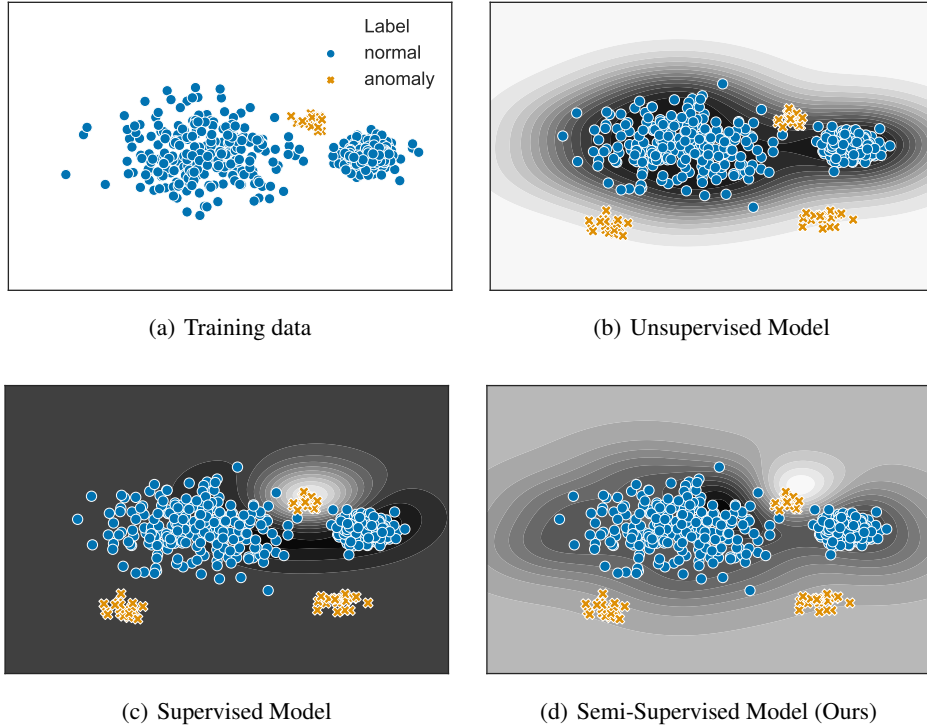 Label
normal
anomaly
(a) Training data
(b) Unsupervised Model
(c) Supervised Model
(d) Semi-Supervised Model (Ours)